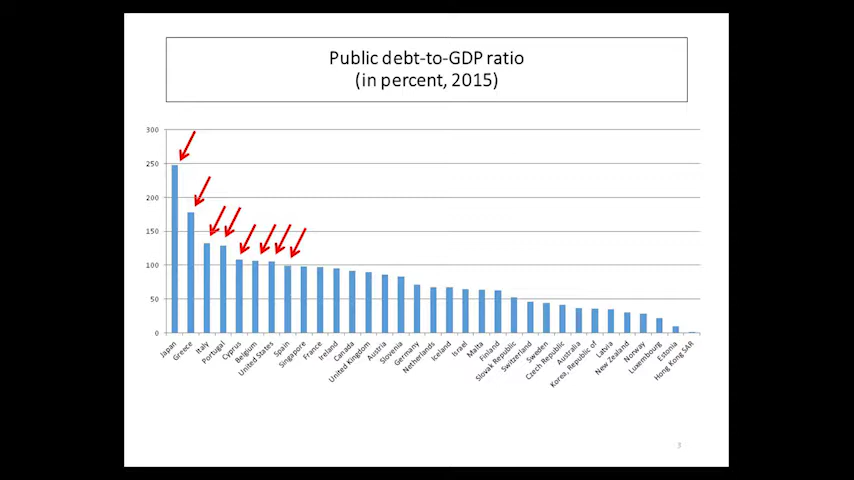 Public debt-to-GDP ratio
(in percent, 2015)
300
250
200
150
100
50
0
Japan
Greece
Italy
Portugal
Cyprus
Belgium
United States
Spain
Singapore
France
Ireland
Canada
United Kingdom
Austria
Slovenia
Germany
Netherlands
Iceland
Israel
Malta
Finland
Slovak Republic
Switzerland
Sweden
Czech Republic
Australia
Korea, Republic of
Latvia
New Zealand
Norway
Luxembourg
Estonia
Hong Kong SAR
3